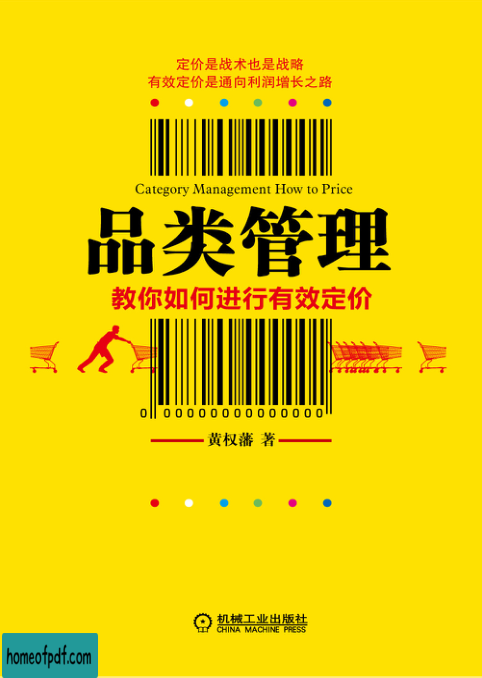 定价是战术也是战略
有效定价是通向利润增长之路
Category Management How to Price
品类管理
教你如何进行有效定价
0 00000000000000
黄权藩 著
机械工业出版社
CHINA MACHINE PRESS
homeofpdf.com